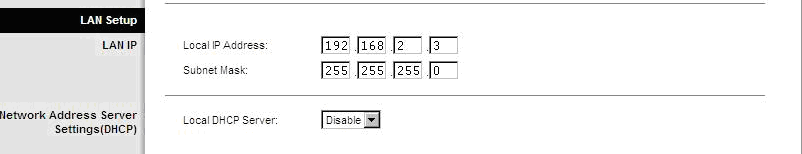 LAN Setup
LAN IP
Local IP Address: 192 . 168 . 2 . 3
Subnet Mask: 255 . 255 . 255 . 0
Network Address Server
Settings(DHCP)
Local DHCP Server: Disable